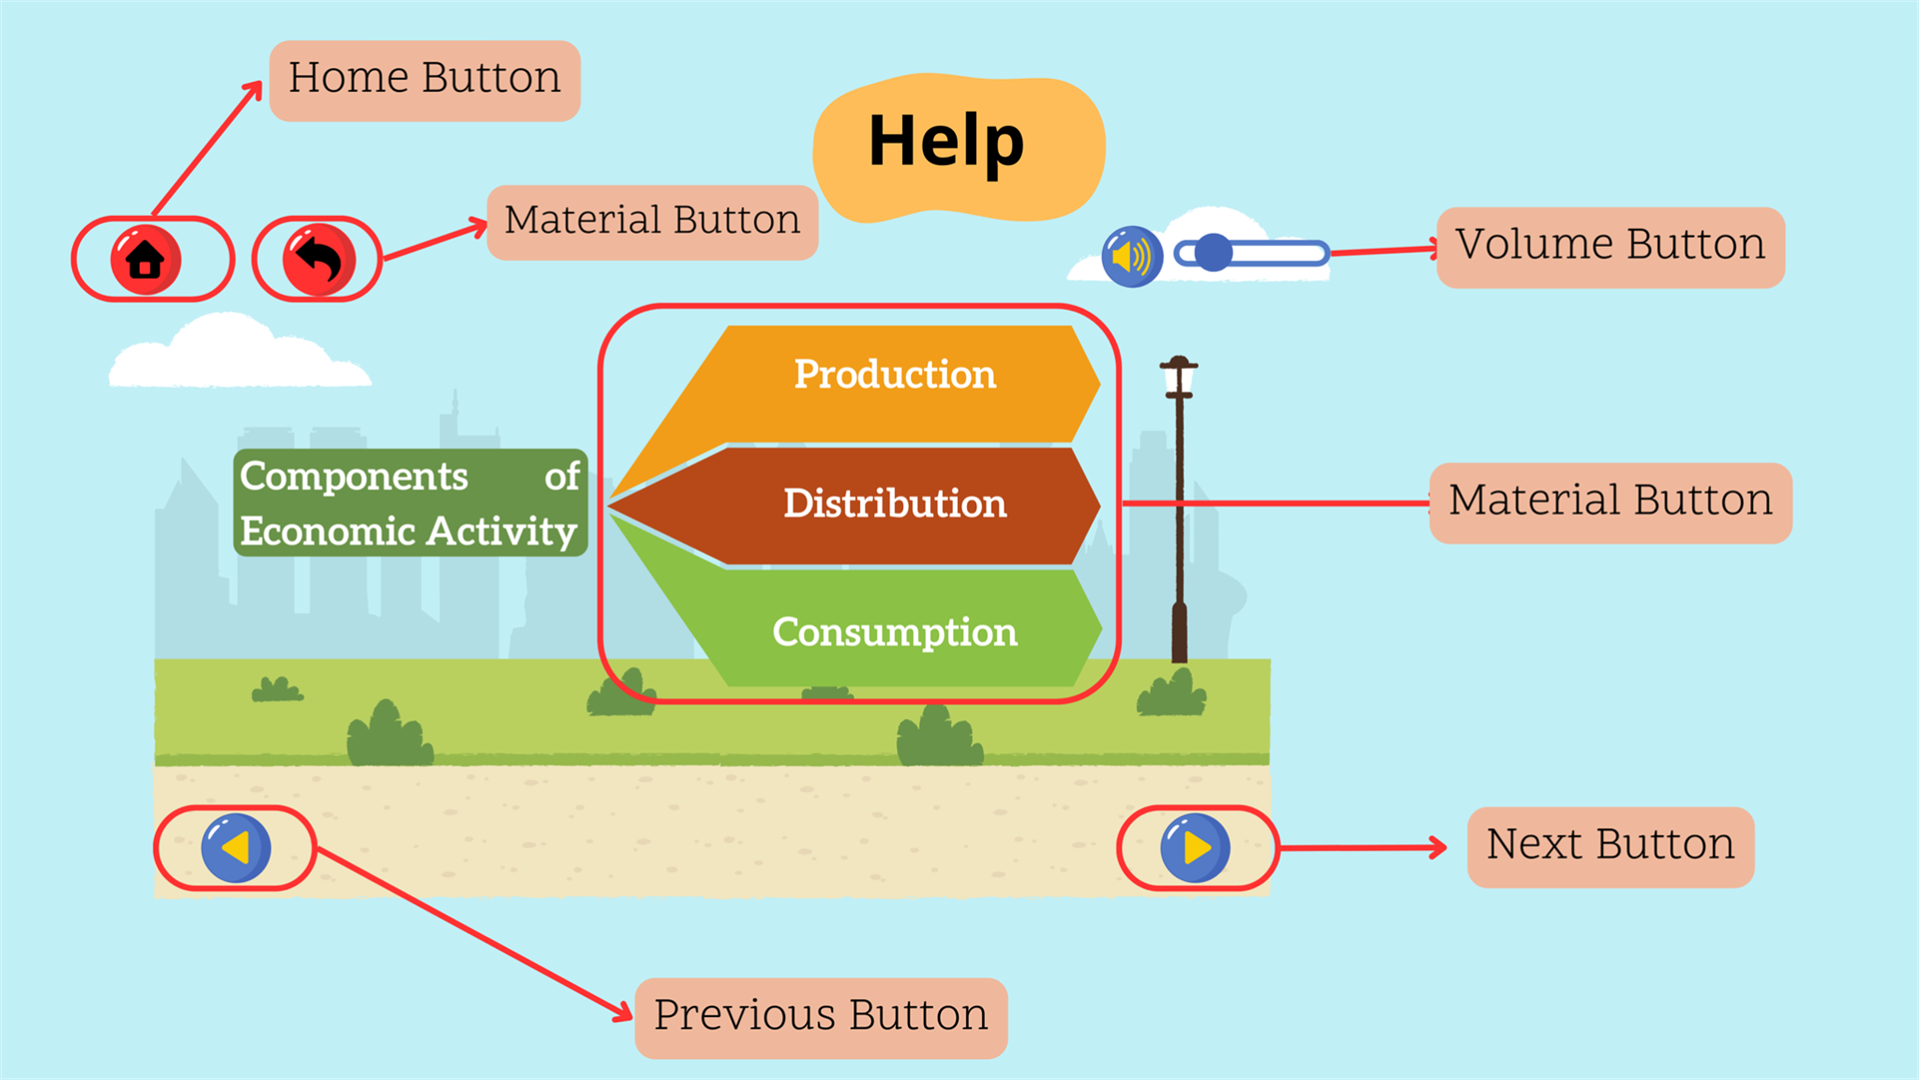 Home Button
Help
Material Button
Volume Button
Production
Components of
Economic Activity
Distribution
Material Button
Consumption
Next Button
Previous Button